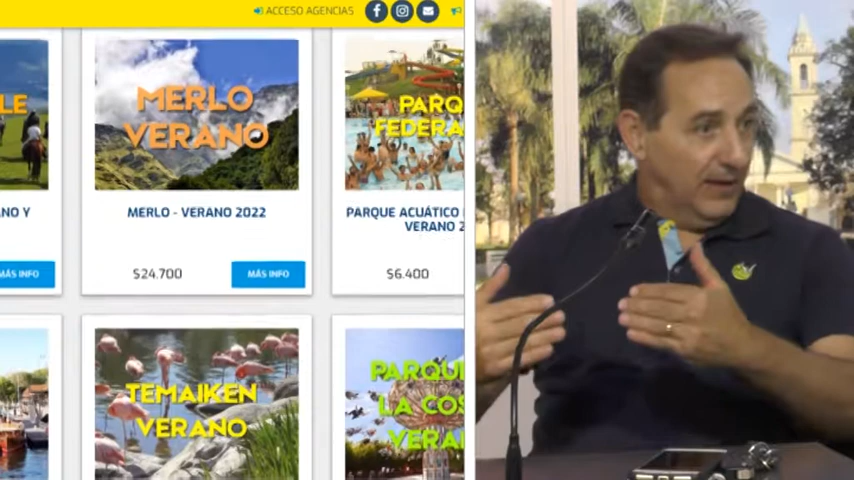 ACCESO AGENCIAS
LE
MERLO
VERANO
PARQ
FEDERA
NO Y
MERLO - VERANO 2022
PARQUE ACUÁTICO
VERANO 2
MÁS INFO
$24.700
MÁS INFO
$6.400
TEMAIKEN
VERANO
PARQU
LA COS
VERA